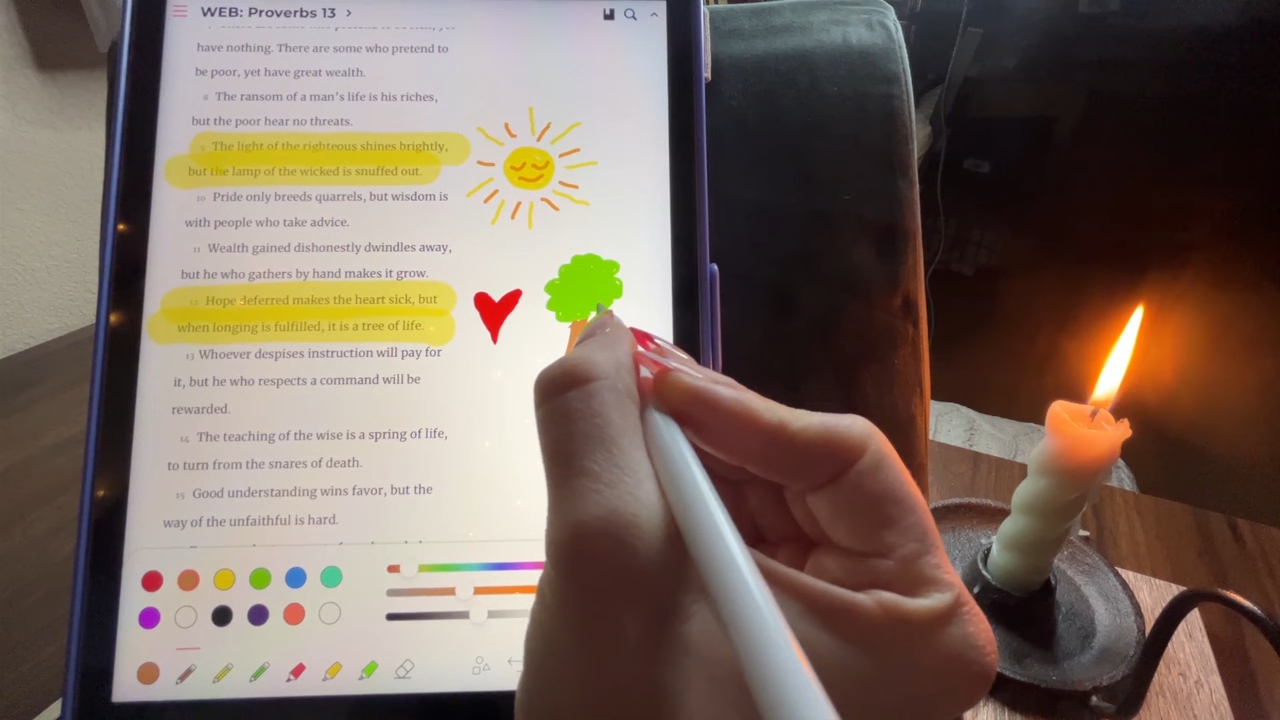 WEB: Proverbs 13 >
have nothing. There are some who pretend to
be poor, yet have great wealth.
8 The ransom of a man's life is his riches,
but the poor hear no threats.
9 The light of the righteous shines brightly,
but the lamp of the wicked is snuffed out.
10 Pride only breeds quarrels, but wisdom is
with people who take advice.
11 Wealth gained dishonestly dwindles away,
but he who gathers by hand makes it grow.
12 Hope deferred makes the heart sick, but
when longing is fulfilled, it is a tree of life.
13 Whoever despises instruction will pay for
it, but he who respects a command will be
rewarded.
14 The teaching of the wise is a spring of life,
to turn from the snares of death.
15 Good understanding wins favor, but the
way of the unfaithful is hard.